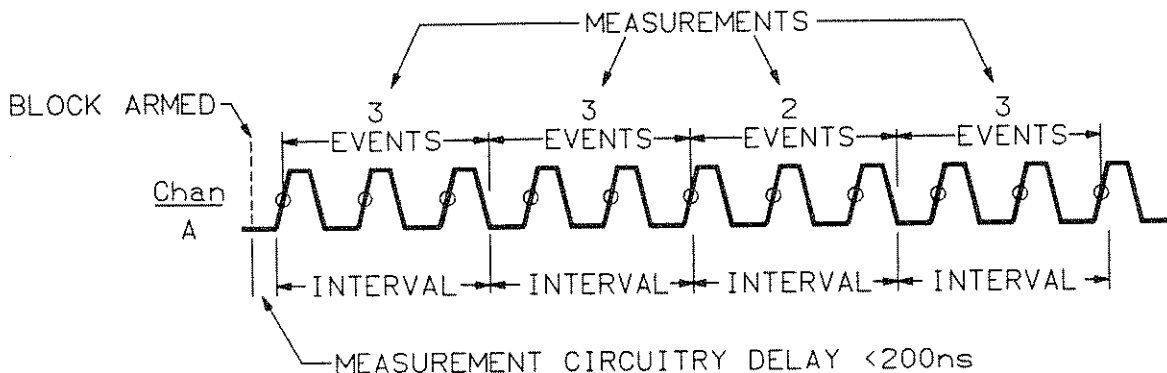 MEASUREMENTS
BLOCK ARMED
3 3 2 3
EVENTS EVENTS EVENTS EVENTS
Chan
A
INTERVAL INTERVAL INTERVAL INTERVAL
MEASUREMENT CIRCUITRY DELAY <200ns